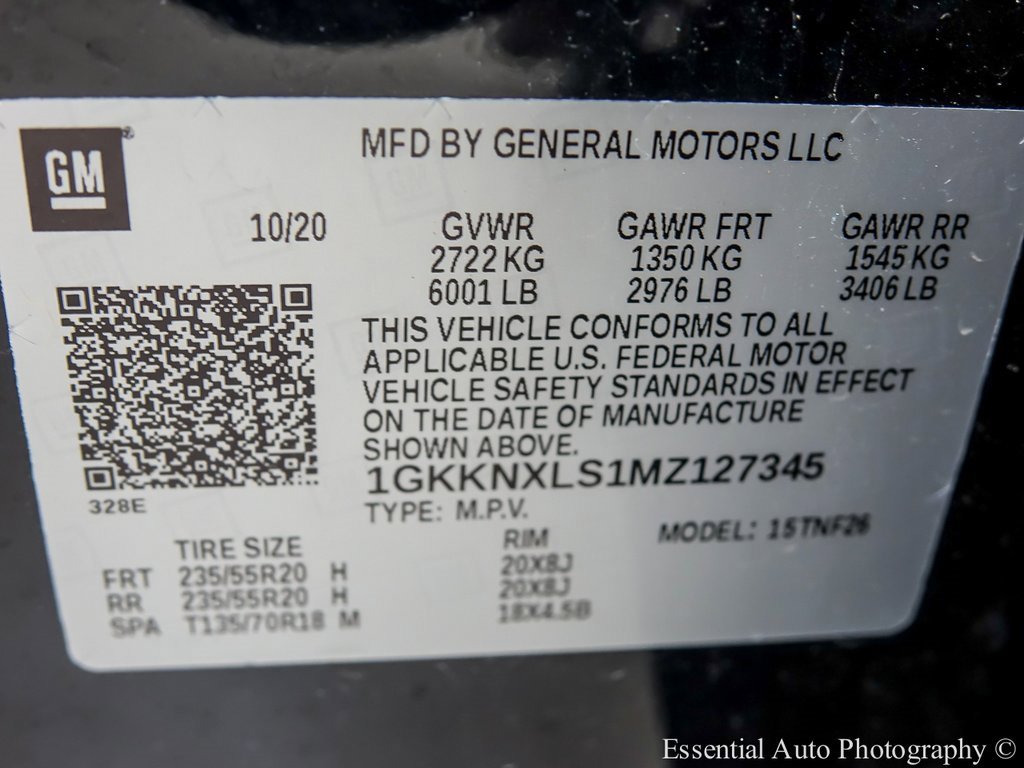 GM
MFD BY GENERAL MOTORS LLC
10/20 GVWR GAWR FRT GAWR RR
2722 KG 1350 KG 1545 KG
6001 LB 2976 LB 3406 LB
THIS VEHICLE CONFORMS TO ALL
APPLICABLE U.S. FEDERAL MOTOR
VEHICLE SAFETY STANDARDS IN EFFECT
ON THE DATE OF MANUFACTURE
SHOWN ABOVE.
1GKKNXLS1MZ127345
328E
TYPE: M.P.V. MODEL: 15TNF26
TIRE SIZE RIM
FRT 235/55R20 H 20X8J
RR 235/55R20 H 20X8J
SPA T135/70R18 M 18X4.5B
Essential Auto Photography ©